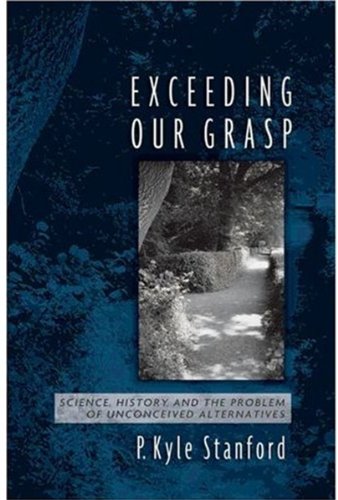 EXCEEDING
OUR GRASP
SCIENCE, HISTORY, AND THE PROBLEM
OF UNCONCEIVED ALTERNATIVES
P. KYLE STANFORD